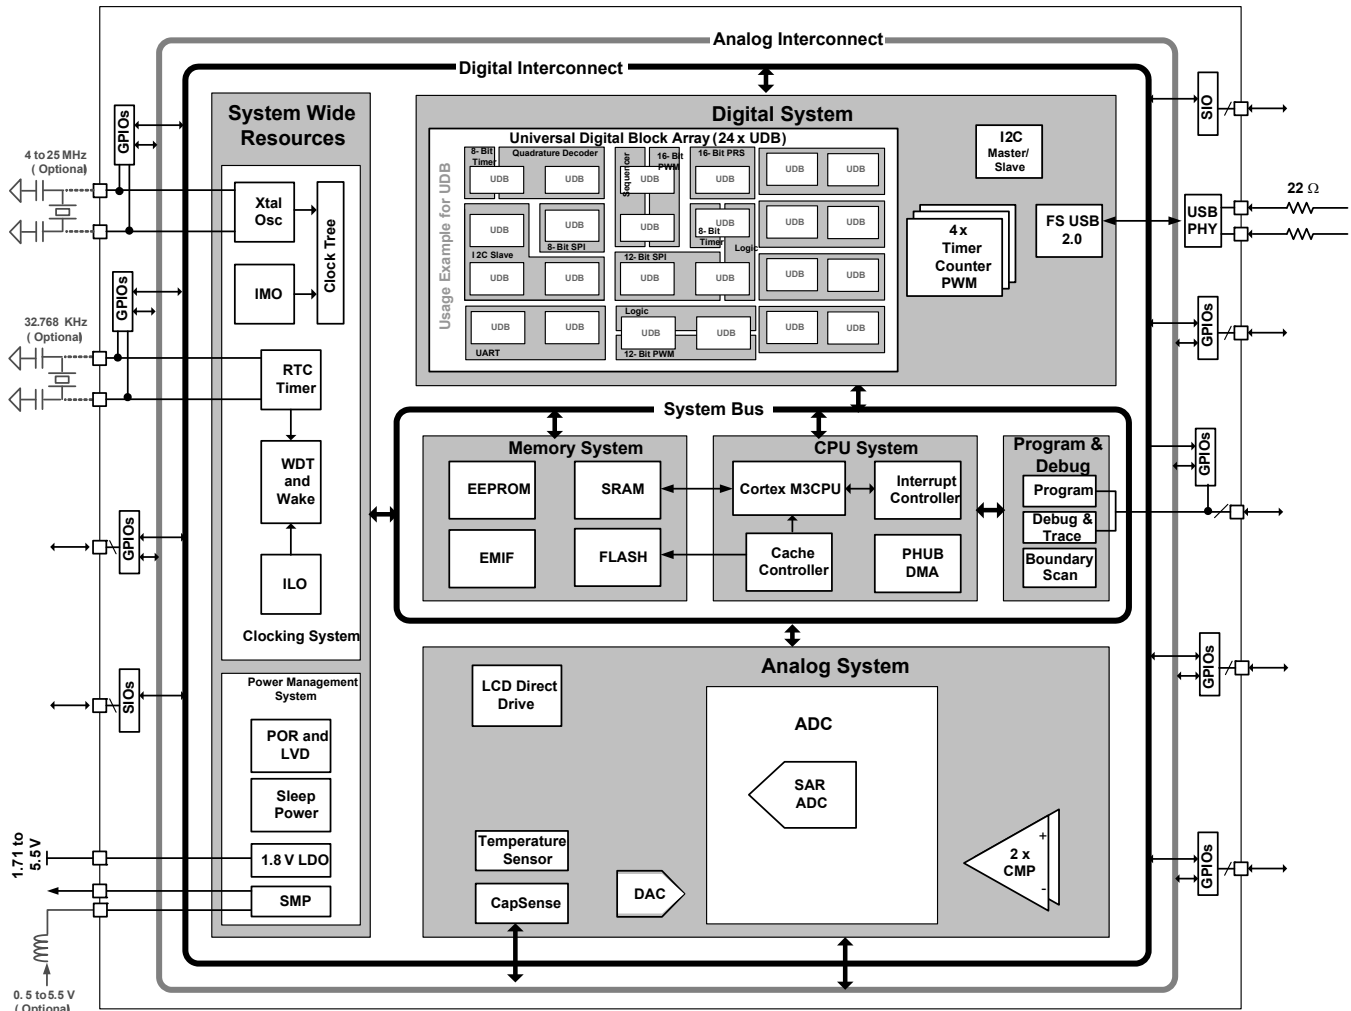 Analog Interconnect
Digital Interconnect
System Wide
Resources
Digital System
Universal Digital Block Array (24 x UDB)
Usage Example for UDB
8- Bit
Timer
Quadrature Decoder
Sequencer
16- Bit
PWM
16- Bit PRS
UDB
UDB
UDB
UDB
UDB
UDB
UDB
UDB
UDB
UDB
UDB
UDB
8- Bit SPI
I2C Slave
8- Bit
Timer
Logic
12- Bit SPI
UDB
UDB
UDB
UDB
UDB
UDB
Logic
UDB
UDB
UDB
UDB
UDB
UDB
UART
12- Bit PWM
I2C
Master/
Slave
4 x
Timer
Counter
PWM
FS USB
2.0
USB
PHY
22 Ω
SIO
GPIOs
GPIOs
GPIOs
GPIOs
GPIOs
GPIOs
4 to 25 MHz
( Optional)
Xtal
Osc
IMO
Clock Tree
GPIOs
32.768 KHz
( Optional)
RTC
Timer
WDT
and
Wake
ILO
Clocking System
GPIOs
SIOs
Power Management
System
POR and
LVD
Sleep
Power
1.8 V LDO
SMP
1.71 to
5.5 V
0. 5 to 5.5 V
( Optional)
System Bus
Memory System
EEPROM
SRAM
EMIF
FLASH
CPU System
Cortex M3CPU
Interrupt
Controller
Cache
Controller
PHUB
DMA
Program &
Debug
Program
Debug &
Trace
Boundary
Scan
Analog System
LCD Direct
Drive
ADC
SAR
ADC
Temperature
Sensor
CapSense
DAC
+
2 x
CMP
-